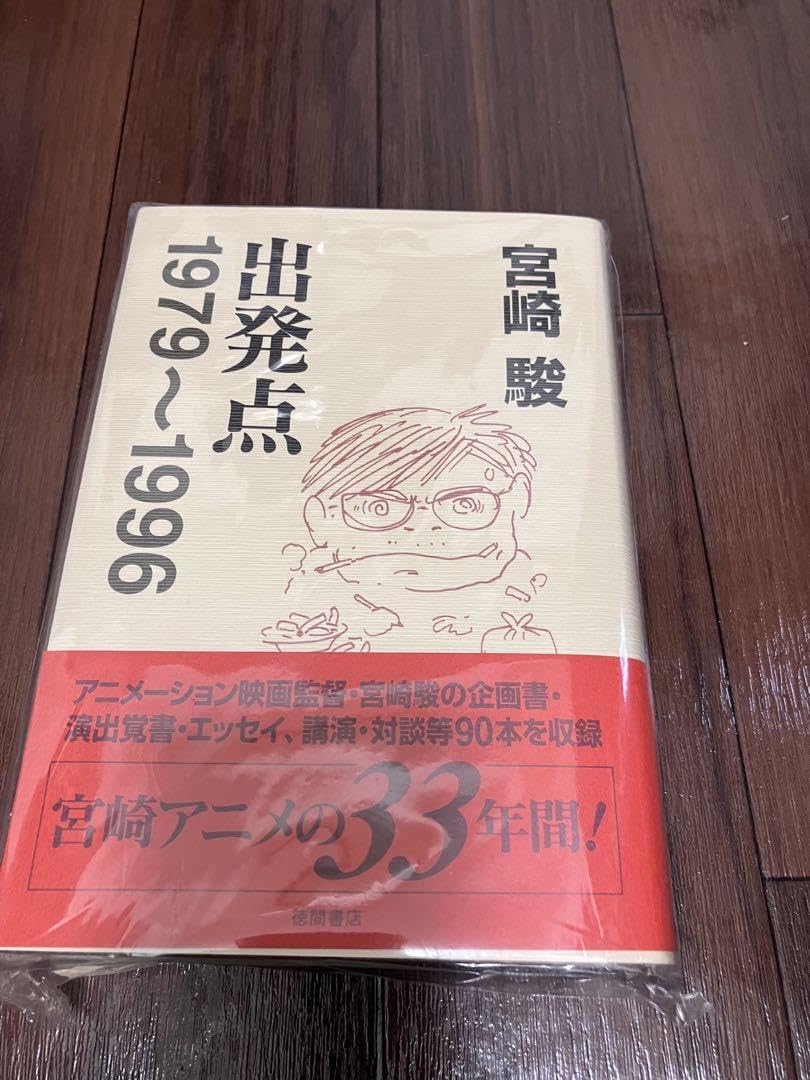 宮崎 駿
出発点
1979〜1996
アニメーション映画監督・宮崎駿の企画書・
演出覚書・エッセイ、講演・対談等90本を収録
宮崎アニメの33年間!
徳間書店